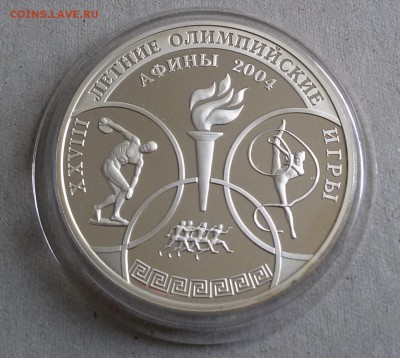 COINS.LAVE.RU
XXVIII ЛЕТНИЕ ОЛИМПИЙСКИЕ ИГРЫ
АФИНЫ 2004